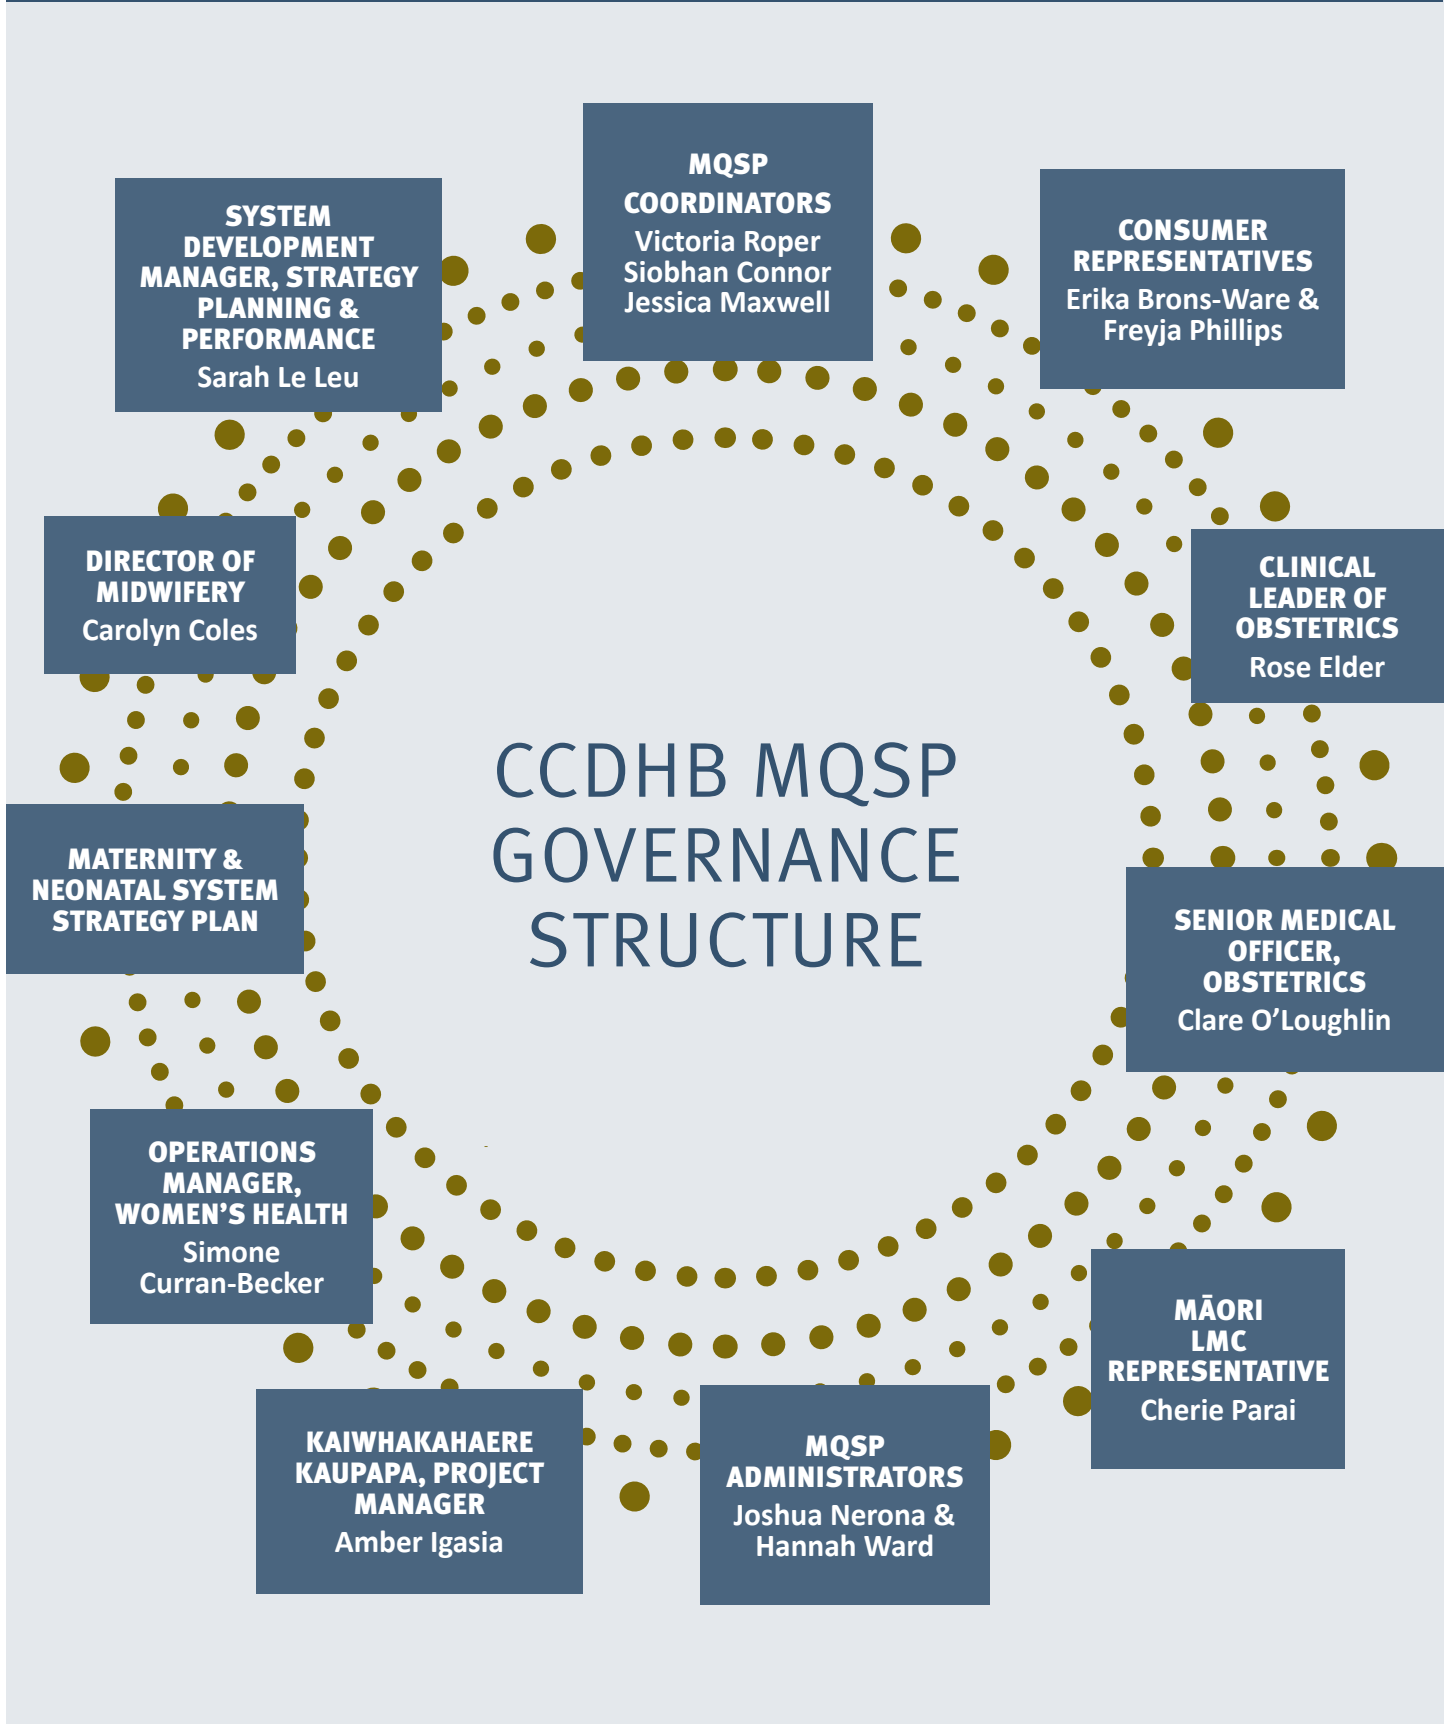 MQSP
COORDINATORS
Victoria Roper
Siobhan Connor
Jessica Maxwell
SYSTEM
DEVELOPMENT
MANAGER, STRATEGY
PLANNING &
PERFORMANCE
Sarah Le Leu
CONSUMER
REPRESENTATIVES
Erika Brons-Ware &
Freyja Phillips
DIRECTOR OF
MIDWIFERY
Carolyn Coles
CLINICAL
LEADER OF
OBSTETRICS
Rose Elder
CCDHB MQSP
GOVERNANCE
STRUCTURE
MATERNITY &
NEONATAL SYSTEM
STRATEGY PLAN
SENIOR MEDICAL
OFFICER,
OBSTETRICS
Clare O’Loughlin
OPERATIONS
MANAGER,
WOMEN’S HEALTH
Simone
Curran-Becker
MĀORI
LMC
REPRESENTATIVE
Cherie Parai
KAIWHAKAHAERE
KAUPAPA, PROJECT
MANAGER
Amber Igasia
MQSP
ADMINISTRATORS
Joshua Nerona &
Hannah Ward